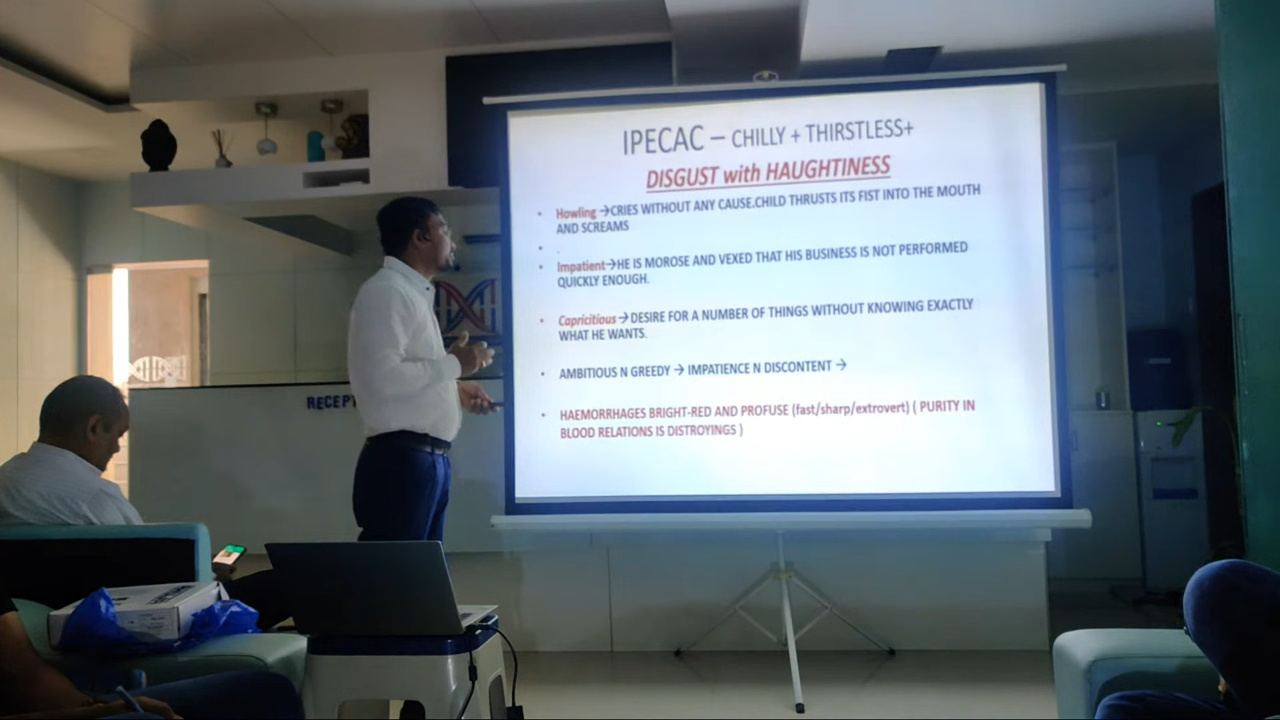 IPECAC – CHILLY + THIRSTLESS+
DISGUST with HAUGHTINESS
• Howling →CRIES WITHOUT ANY CAUSE.CHILD THRUSTS ITS FIST INTO THE MOUTH
AND SCREAMS
•
• Impatient→HE IS MOROSE AND VEXED THAT HIS BUSINESS IS NOT PERFORMED
QUICKLY ENOUGH.
• Capricitious →DESIRE FOR A NUMBER OF THINGS WITHOUT KNOWING EXACTLY
WHAT HE WANTS.
• AMBITIOUS N GREEDY → IMPATIENCE N DISCONTENT →
• HAEMORRHAGES BRIGHT-RED AND PROFUSE (fast/sharp/extrovert) ( PURITY IN
BLOOD RELATIONS IS DISTROYINGS )
RECEPT